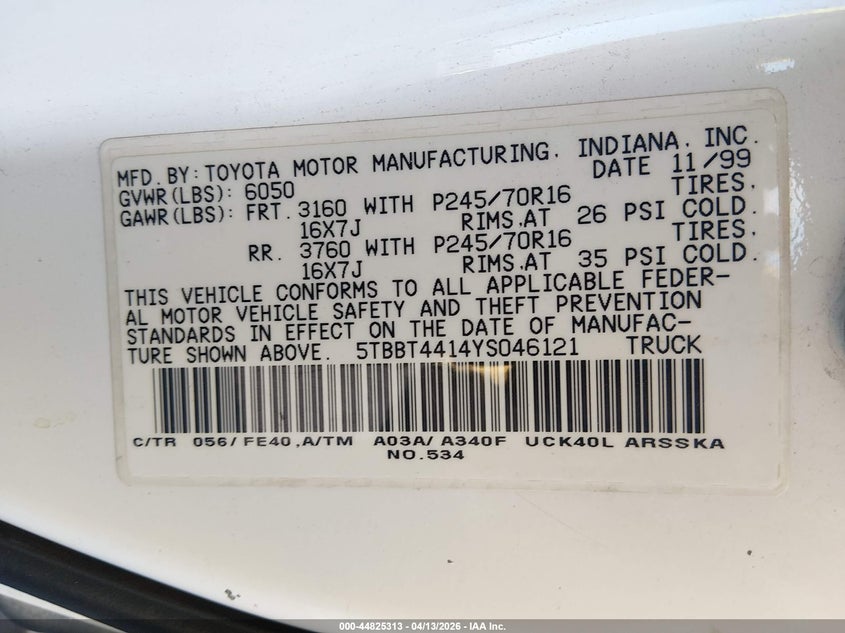 MFD. BY: TOYOTA MOTOR MANUFACTURING, INDIANA, INC.
GVWR(LBS): 6050 DATE 11/99
GAWR(LBS): FRT. 3160 WITH P245/70R16 TIRES,
16X7J RIMS,AT 26 PSI COLD.
RR. 3760 WITH P245/70R16 TIRES,
16X7J RIMS,AT 35 PSI COLD.
THIS VEHICLE CONFORMS TO ALL APPLICABLE FEDER-
AL MOTOR VEHICLE SAFETY AND THEFT PREVENTION
STANDARDS IN EFFECT ON THE DATE OF MANUFAC-
TURE SHOWN ABOVE. 5TBBT4414YS046121 TRUCK
C/TR 056/ FE40 ,A/TM A03A/ A340F UCK40L ARSSKA
NO.534
000-44825313 - 04/13/2026 - IAA Inc.